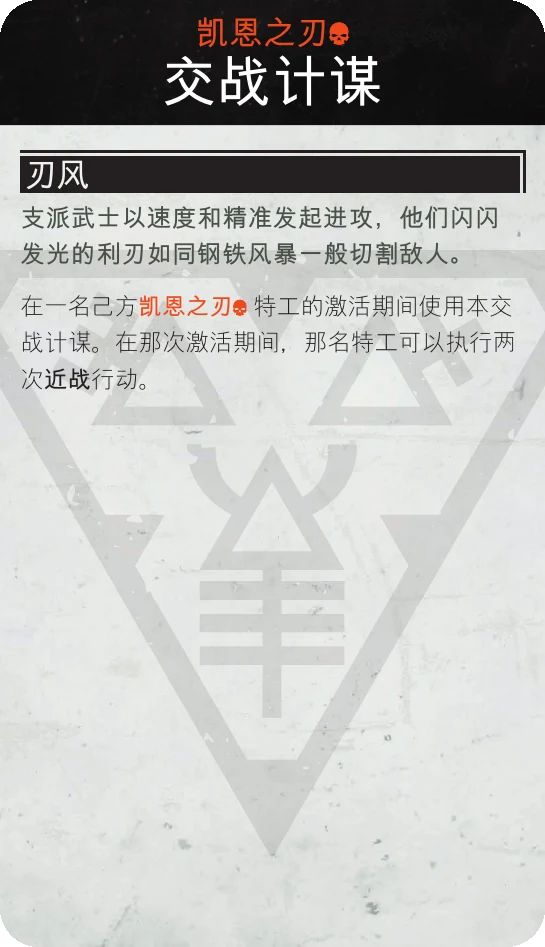 凯恩之刃
交战计谋
刃风
支派武士以速度和精准发起进攻，他们闪闪
发光的利刃如同钢铁风暴一般切割敌人。
在一名己方凯恩之刃 特工的激活期间使用本交
战计谋。在那次激活期间，那名特工可以执行两
次近战行动。